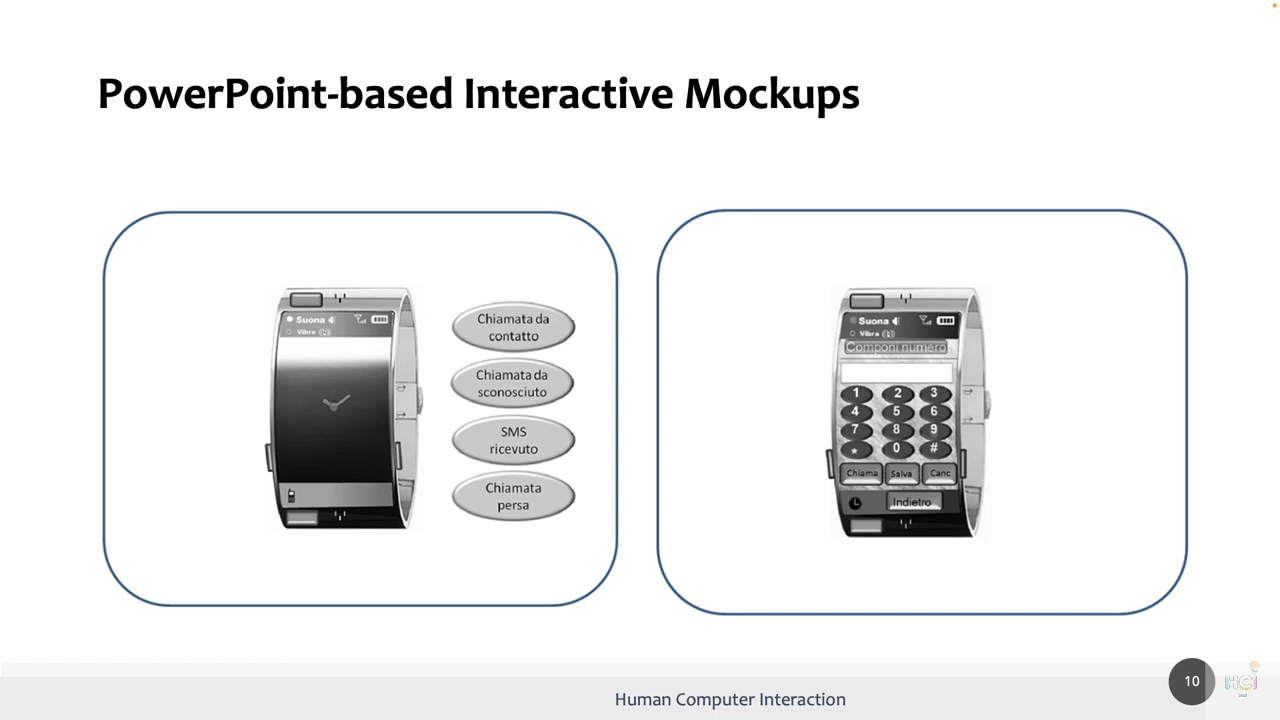 PowerPoint-based Interactive Mockups
Suona
Vibra
Chiamata da
contatto
Chiamata da
sconosciuto
SMS
ricevuto
Chiamata
persa
Suona
Vibra
Componi numero
1 2 3
4 5 6
7 8 9
* 0 #
Chiama Salva Canc
Indietro
Human Computer Interaction
10
HCI